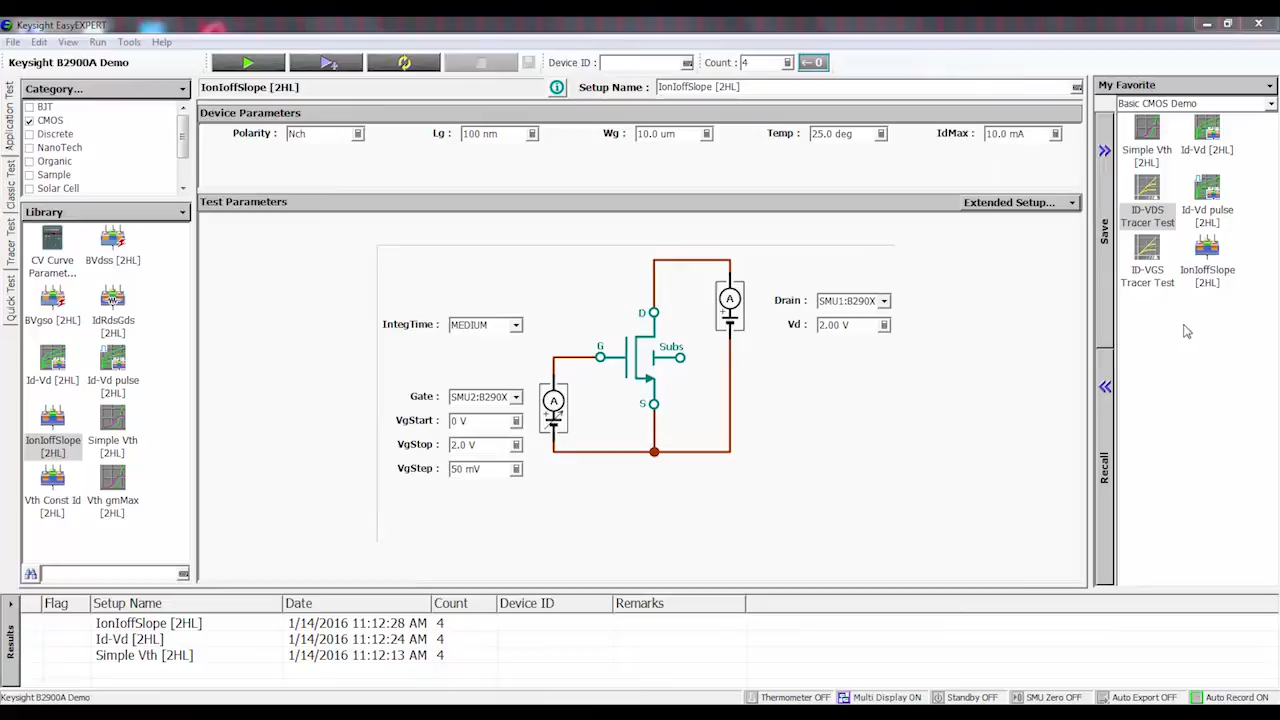 Keysight EasyEXPERT
File Edit View Run Tools Help
Keysight B2900A Demo
Device ID :
Count : 4
0
Application Test
Classic Test
Tracer Test
Quick Test
Category...
BJT
CMOS
Discrete
NanoTech
Organic
Sample
Solar Cell
Library
CV Curve Paramet...
BVdss [2HL]
BVgso [2HL]
IdRdsGds [2HL]
Id-Vd [2HL]
Id-Vd pulse [2HL]
IonIoffSlope [2HL]
Simple Vth [2HL]
Vth Const Id [2HL]
Vth gmMax [2HL]
IonIoffSlope [2HL]
Setup Name : IonIoffSlope [2HL]
Device Parameters
Polarity : Nch
Lg : 100 nm
Wg : 10.0 um
Temp : 25.0 deg
IdMax : 10.0 mA
Test Parameters
Extended Setup...
IntegTime : MEDIUM
Gate : SMU2:B290X
VgStart : 0 V
VgStop : 2.0 V
VgStep : 50 mV
D
G
Subs
S
A
A
Drain : SMU1:B290X
Vd : 2.00 V
Save
Recall
My Favorite
Basic CMOS Demo
Simple Vth [2HL]
Id-Vd [2HL]
ID-VDS Tracer Test
Id-Vd pulse [2HL]
ID-VGS Tracer Test
IonIoffSlope [2HL]
Results
Flag Setup Name Date Count Device ID Remarks
IonIoffSlope [2HL] 1/14/2016 11:12:28 AM 4
Id-Vd [2HL] 1/14/2016 11:12:24 AM 4
Simple Vth [2HL] 1/14/2016 11:12:13 AM 4
Keysight B2900A Demo
Thermometer OFF Multi Display ON Standby OFF SMU Zero OFF Auto Export OFF Auto Record ON